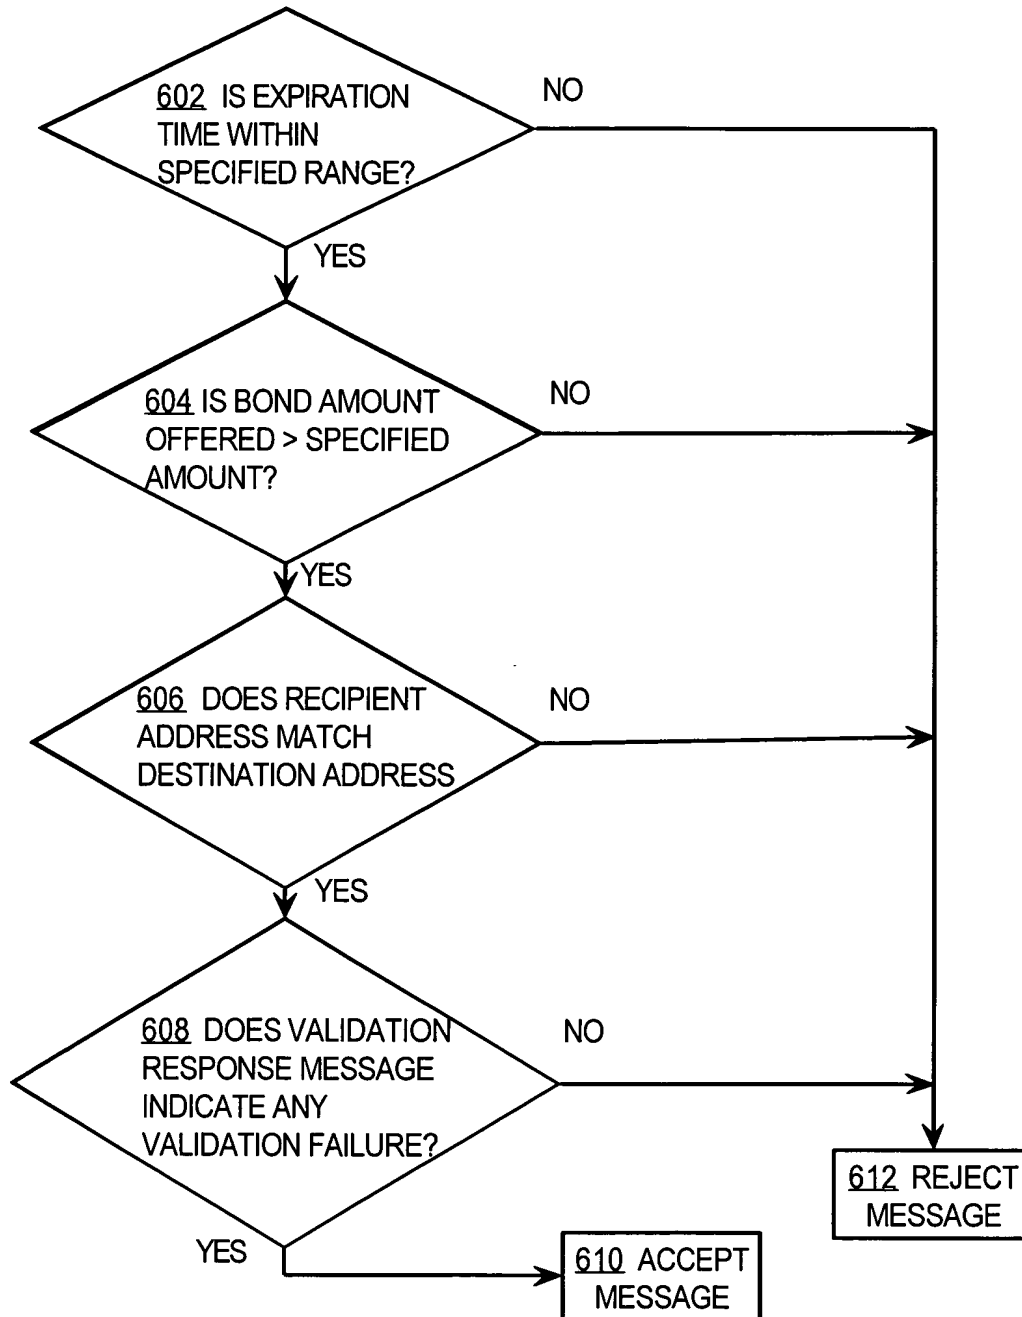 602 IS EXPIRATION
TIME WITHIN
SPECIFIED RANGE?
NO
YES
604 IS BOND AMOUNT
OFFERED > SPECIFIED
AMOUNT?
NO
YES
606 DOES RECIPIENT
ADDRESS MATCH
DESTINATION ADDRESS
NO
YES
608 DOES VALIDATION
RESPONSE MESSAGE
INDICATE ANY
VALIDATION FAILURE?
NO
YES
612 REJECT
MESSAGE
610 ACCEPT
MESSAGE